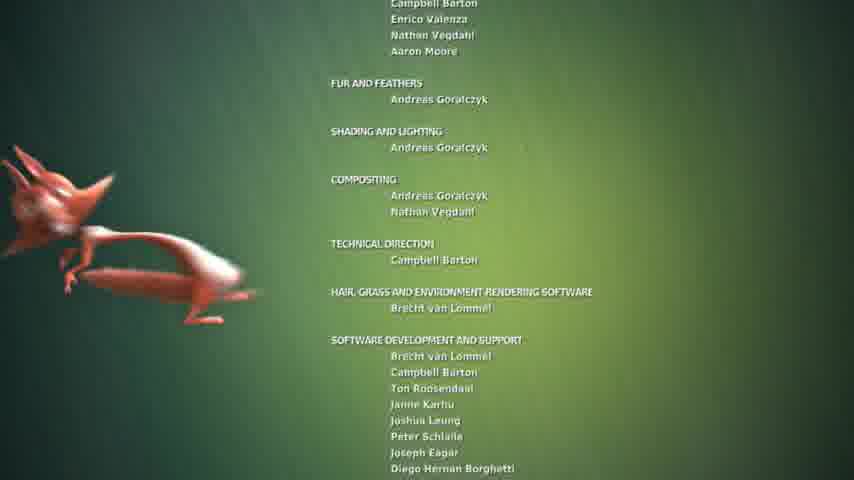 Campbell Barton
Enrico Valenza
Nathan Vegdahl
Aaron Moore
FUR AND FEATHERS
Andreas Goralczyk
SHADING AND LIGHTING
Andreas Goralczyk
COMPOSITING
Andreas Goralczyk
Nathan Vegdahl
TECHNICAL DIRECTION
Campbell Barton
HAIR, GRASS AND ENVIRONMENT RENDERING SOFTWARE
Brecht van Lommel
SOFTWARE DEVELOPMENT AND SUPPORT
Brecht van Lommel
Campbell Barton
Ton Roosendaal
Janne Karhu
Joshua Leung
Peter Schlaile
Joseph Eagar
Diego Hernan Borghetti